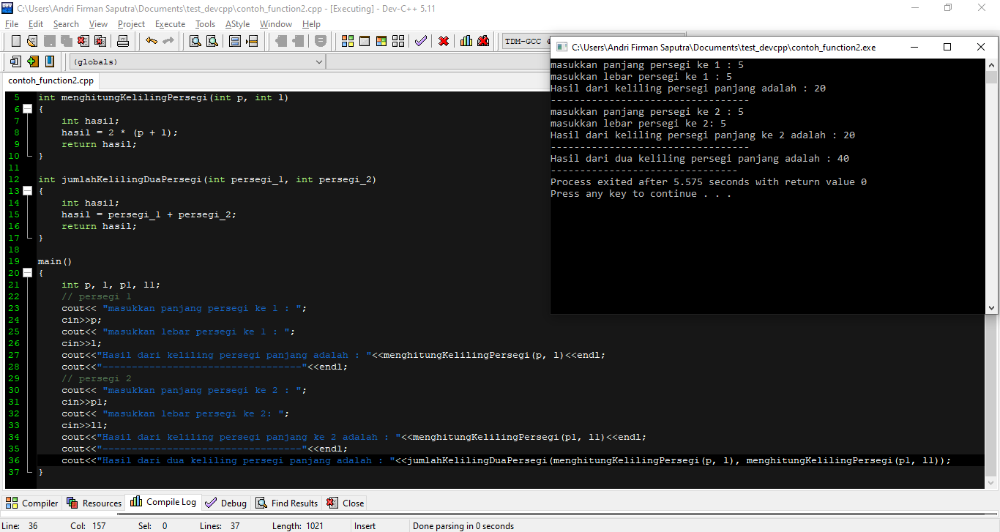 C:\Users\Andri Firman Saputra\Documents\test_devcpp\contoh_function2.cpp - [Executing] - Dev-C++ 5.11
File Edit Search View Project Execute Tools AStyle Window Help
TDM-GCC 4
(globals)
contoh_function2.cpp
5 int menghitungKelilingPersegi(int p, int l)
6 {
7 int hasil;
8 hasil = 2 * (p + l);
9 return hasil;
10 }
11
12 int jumlahKelilingDuaPersegi(int persegi_1, int persegi_2)
13 {
14 int hasil;
15 hasil = persegi_1 + persegi_2;
16 return hasil;
17 }
18
19 main()
20 {
21 int p, l, p1, l1;
22 // persegi 1
23 cout<< "masukkan panjang persegi ke 1 : ";
24 cin>>p;
25 cout<< "masukkan lebar persegi ke 1 : ";
26 cin>>l;
27 cout<<"Hasil dari keliling persegi panjang adalah : "<<menghitungKelilingPersegi(p, l)<<endl;
28 cout<<"----------------------------------"<<endl;
29 // persegi 2
30 cout<< "masukkan panjang persegi ke 2 : ";
31 cin>>p1;
32 cout<< "masukkan lebar persegi ke 2: ";
33 cin>>l1;
34 cout<<"Hasil dari keliling persegi panjang ke 2 adalah : "<<menghitungKelilingPersegi(p1, l1)<<endl;
35 cout<<"----------------------------------"<<endl;
36 cout<<"Hasil dari dua keliling persegi panjang adalah : "<<jumlahKelilingDuaPersegi(menghitungKelilingPersegi(p, l), menghitungKelilingPersegi(p1, l1));
37 }
C:\Users\Andri Firman Saputra\Documents\test_devcpp\contoh_function2.exe
masukkan panjang persegi ke 1 : 5
masukkan lebar persegi ke 1 : 5
Hasil dari keliling persegi panjang adalah : 20
----------------------------------
masukkan panjang persegi ke 2 : 5
masukkan lebar persegi ke 2: 5
Hasil dari keliling persegi panjang ke 2 adalah : 20
----------------------------------
Hasil dari dua keliling persegi panjang adalah : 40
--------------------------------
Process exited after 5.575 seconds with return value 0
Press any key to continue . . .
Compiler Resources Compile Log Debug Find Results Close
Line: 36 Col: 157 Sel: 0 Lines: 37 Length: 1021 Insert Done parsing in 0 seconds